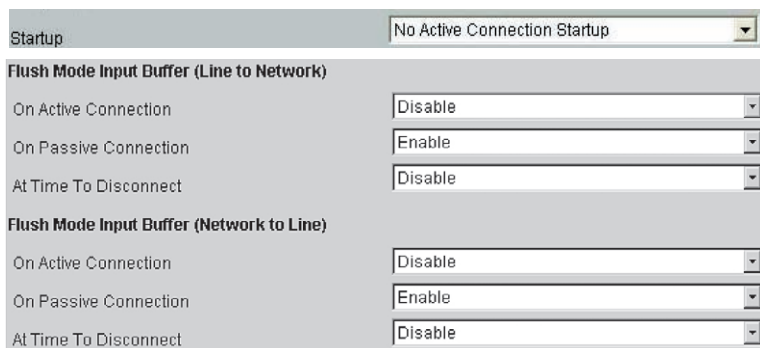 Startup No Active Connection Startup
Flush Mode Input Buffer (Line to Network)
On Active Connection Disable
On Passive Connection Enable
At Time To Disconnect Disable
Flush Mode Input Buffer (Network to Line)
On Active Connection Disable
On Passive Connection Enable
At Time To Disconnect Disable